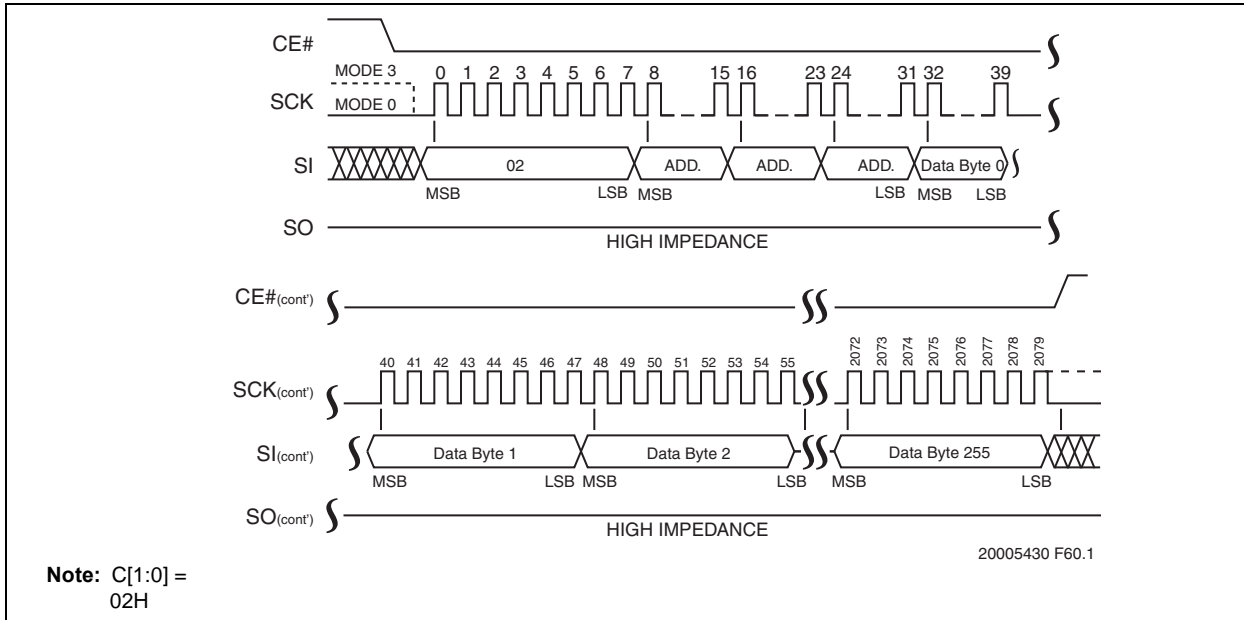 CE#
MODE 3
0 1 2 3 4 5 6 7 8 15 16 23 24 31 32 39
SCK
MODE 0
SI
02 ADD. ADD. ADD. Data Byte 0
MSB LSB MSB LSB MSB LSB
SO
HIGH IMPEDANCE
CE#(cont')
40 41 42 43 44 45 46 47 48 49 50 51 52 53 54 55 2072 2073 2074 2075 2076 2077 2078 2079
SCK(cont')
SI(cont')
Data Byte 1 Data Byte 2 Data Byte 255
MSB LSB MSB LSB MSB LSB
SO(cont')
HIGH IMPEDANCE
20005430 F60.1
Note: C[1:0] =
02H